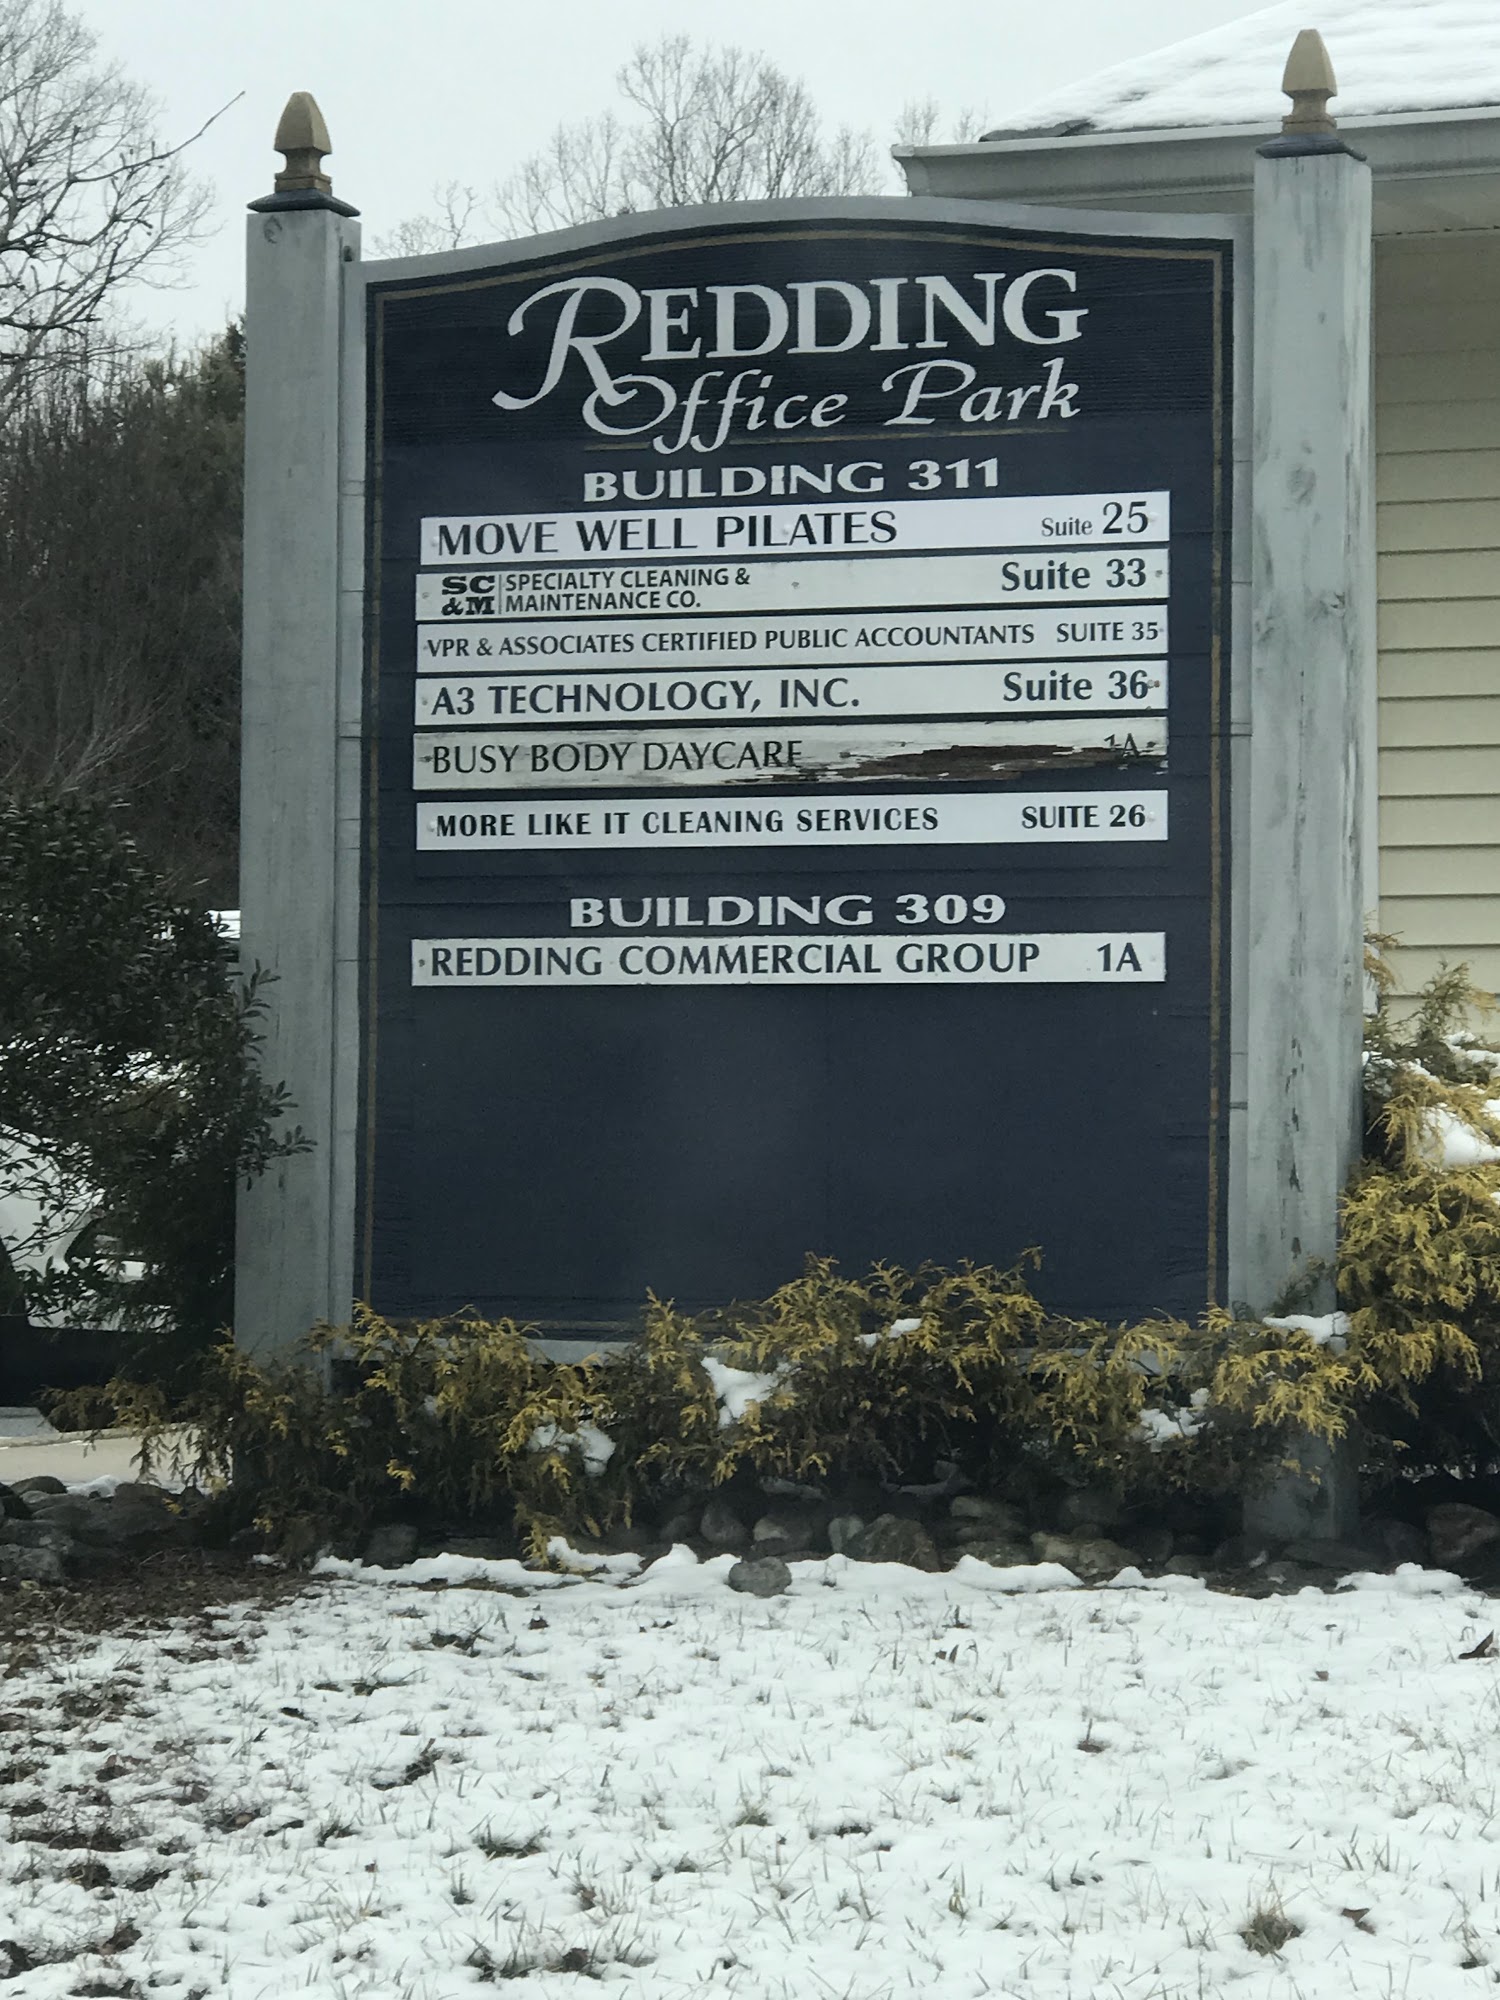 REDDING
Office Park
BUILDING 311
MOVE WELL PILATES Suite 25
SC &M SPECIALTY CLEANING & MAINTENANCE CO. Suite 33
VPR & ASSOCIATES CERTIFIED PUBLIC ACCOUNTANTS SUITE 35
A3 TECHNOLOGY, INC. Suite 36
BUSY BODY DAYCARE 1A
MORE LIKE IT CLEANING SERVICES SUITE 26
BUILDING 309
REDDING COMMERCIAL GROUP 1A